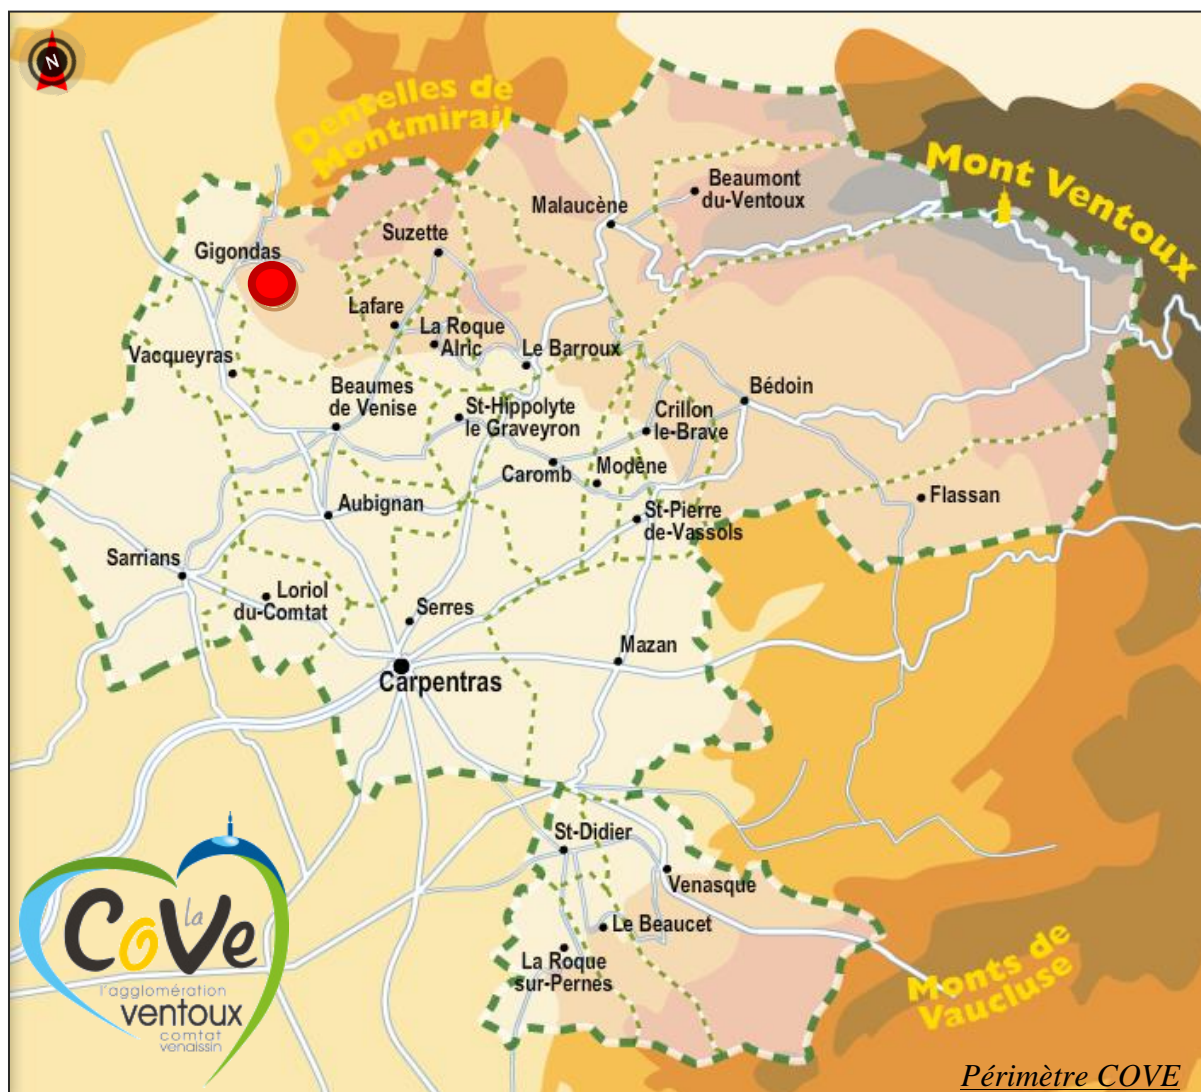 N
Dentelles de
Montmirail
Mont Ventoux
Beaumont
du-Ventoux
Malaucène
Suzette
Gigondas
Lafare
La Roque
Alric
Le Barroux
Vacqueyras
Beaumes
de Venise
St-Hippolyte
le Graveyron
Crillon
le-Brave
Bédoin
Caromb
Modène
Flassan
Aubignan
St-Pierre
de-Vassols
Sarrians
Loriol
du-Comtat
Serres
Mazan
Carpentras
St-Didier
Venasque
Le Beaucet
La Roque
sur-Pernes
Monts de
Vaucluse
la
CoVe
l'agglomération
ventoux
comtat
venaissin
Périmètre COVE